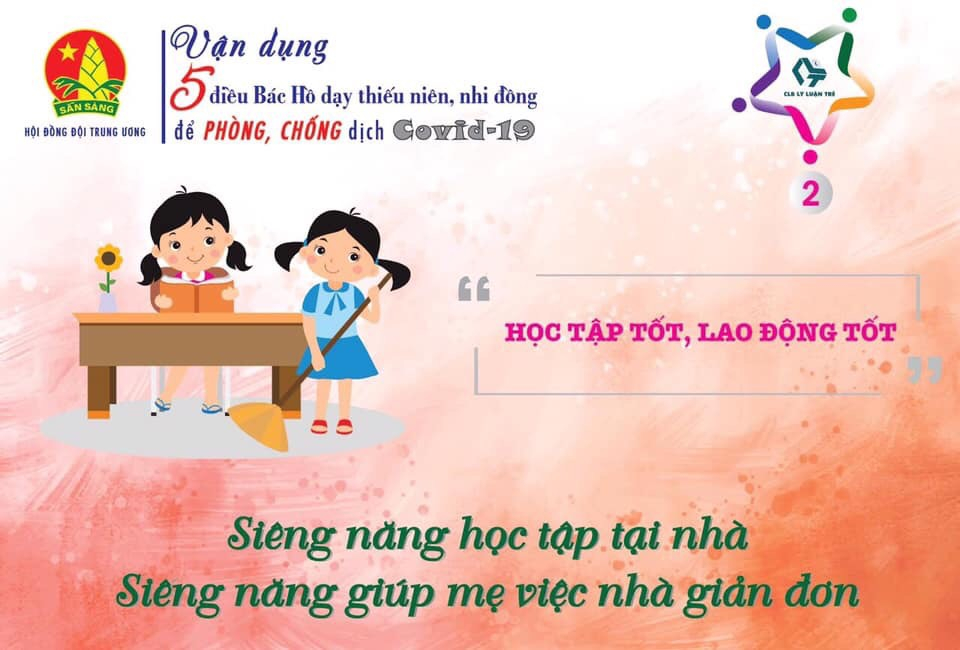 SẴN SÀNG
HỘI ĐỒNG ĐỘI TRUNG ƯƠNG
Vận dụng
5 điều Bác Hồ dạy thiếu niên, nhi đồng
để PHÒNG, CHỐNG dịch Covid-19
CLB LÝ LUẬN TRẺ
2
“
HỌC TẬP TỐT, LAO ĐỘNG TỐT
”
Siêng năng học tập tại nhà
Siêng năng giúp mẹ việc nhà giản đơn